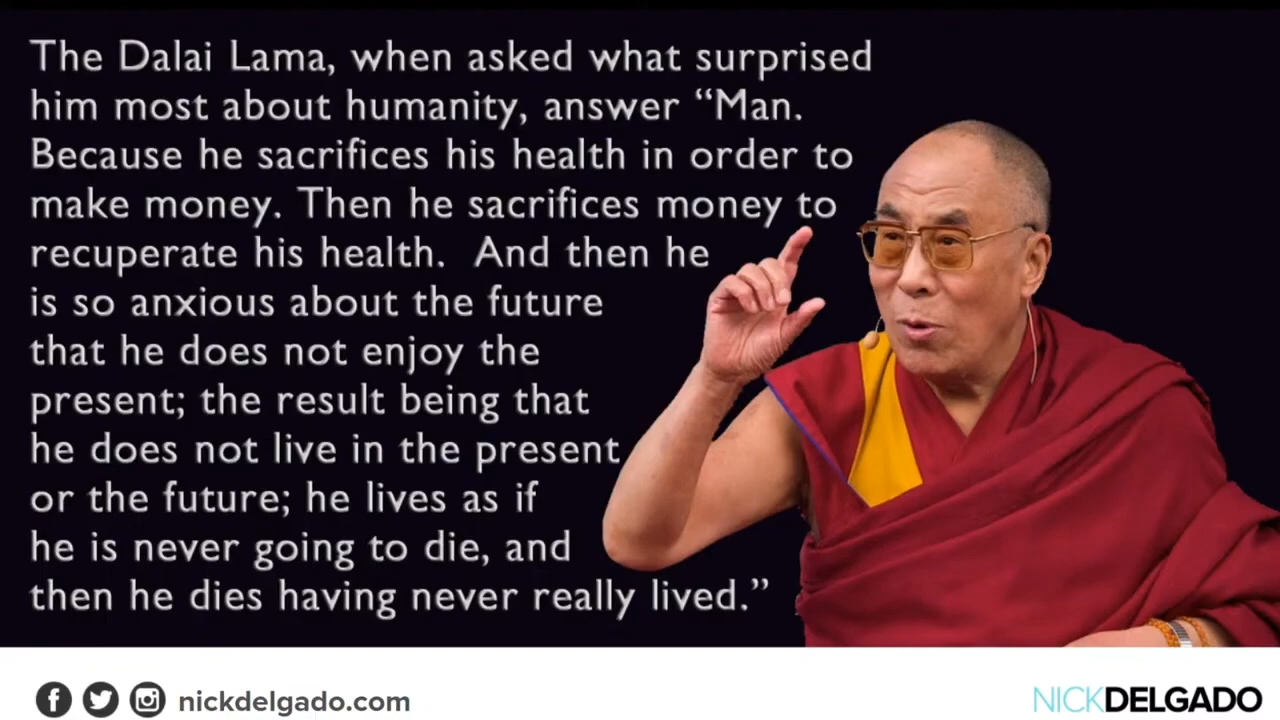 The Dalai Lama, when asked what surprised
him most about humanity, answer “Man.
Because he sacrifices his health in order to
make money. Then he sacrifices money to
recuperate his health.  And then he
is so anxious about the future
that he does not enjoy the
present; the result being that
he does not live in the present
or the future; he lives as if
he is never going to die, and
then he dies having never really lived.”
nickdelgado.com
NICKDELGADO